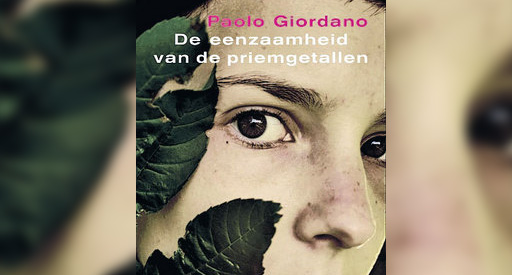 Paolo Giordano
De eenzaamheid
van de priemgetallen